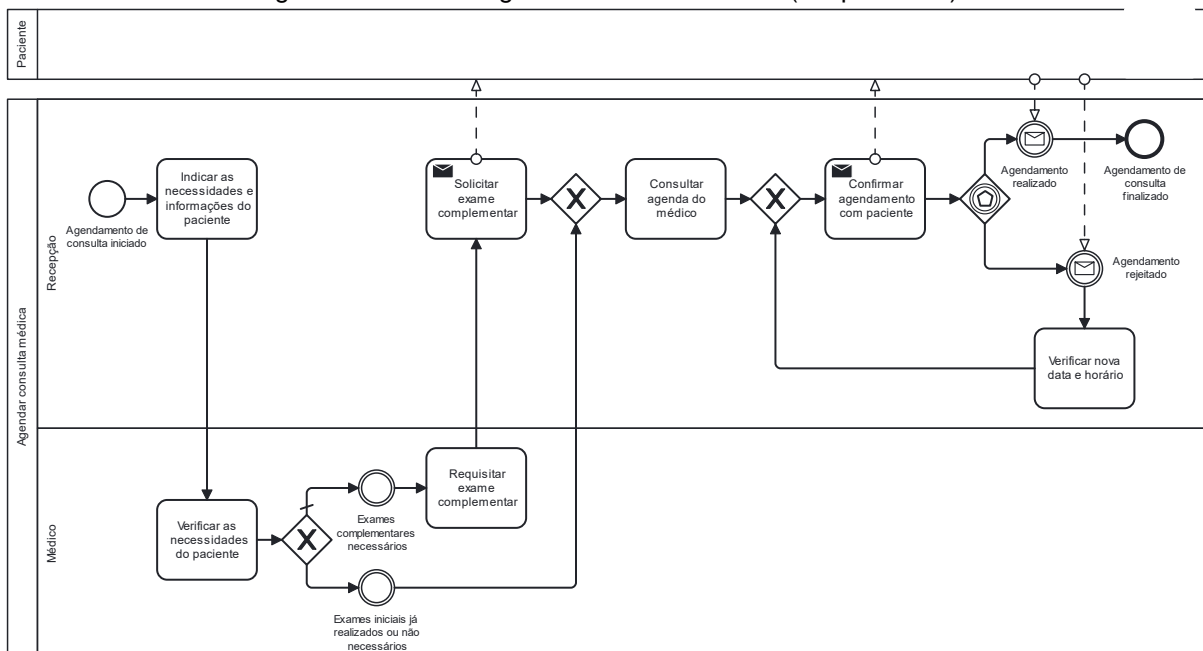 Paciente
Agendar consulta médica
Recepção
Médico
Agendamento de
consulta iniciado
Indicar as
necessidades e
informações do
paciente
Solicitar
exame
complementar
Consultar
agenda do
médico
Confirmar
agendamento
com paciente
Agendamento
realizado
Agendamento de
consulta
finalizado
Agendamento
rejeitado
Verificar nova
data e horário
Verificar as
necessidades
do paciente
Exames
complementares
necessários
Requisitar
exame
complementar
Exames iniciais já
realizados ou não
necessários